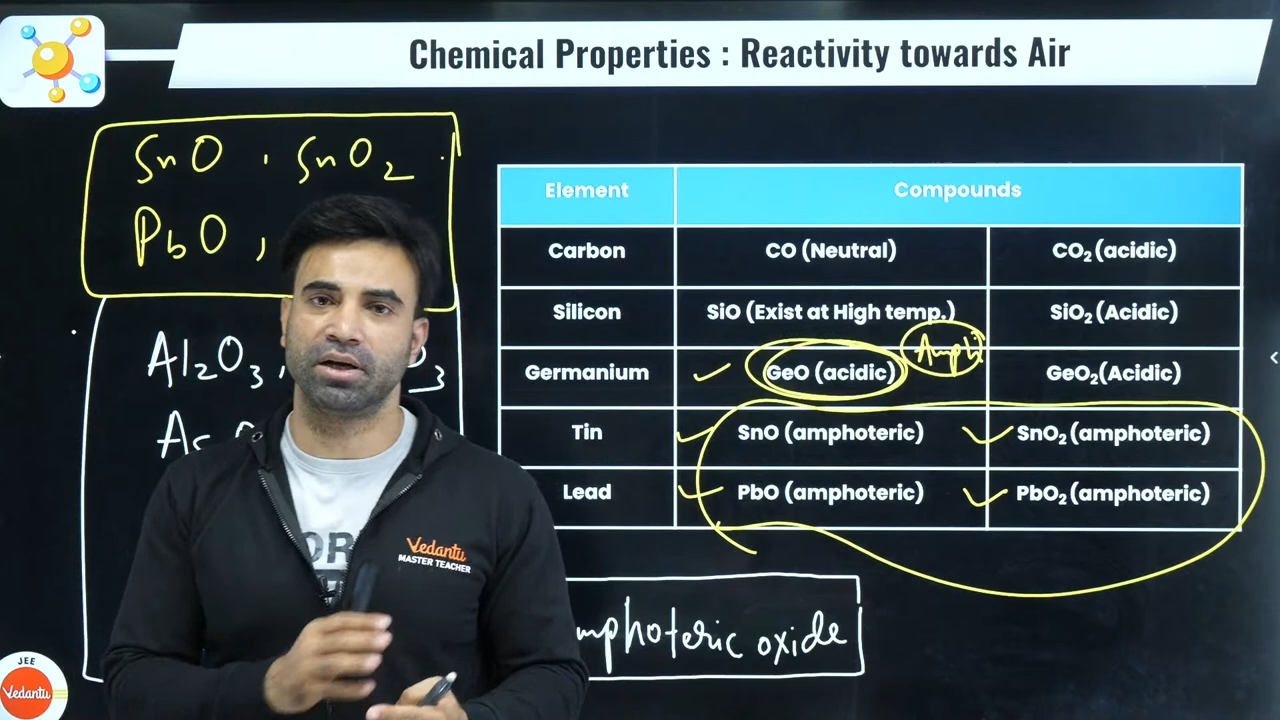 Chemical Properties : Reactivity towards Air
SnO , SnO₂
PbO ,
Al₂O₃,
Element Compounds
Carbon CO (Neutral) CO₂ (acidic)
Silicon SiO (Exist at High temp.) SiO₂ (Acidic)
Amph
Germanium GeO (acidic) GeO₂(Acidic)
Tin SnO (amphoteric) SnO₂ (amphoteric)
Lead PbO (amphoteric) PbO₂ (amphoteric)
Vedantu
MASTER TEACHER
oxide
JEE
Vedantu